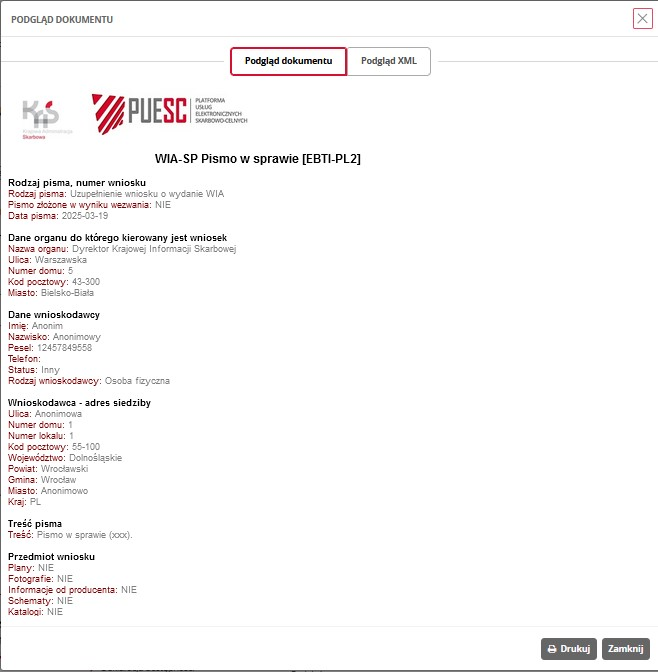 PODGLĄD DOKUMENTU
Podgląd dokumentu
Podgląd XML
KAS
Krajowa Administracja
Skarbowa
PUESC
PLATFORMA
USŁUG
ELEKTRONICZNYCH
SKARBOWO-CELNYCH
WIA-SP Pismo w sprawie [EBTI-PL2]
Rodzaj pisma, numer wniosku
Rodzaj pisma: Uzupełnienie wniosku o wydanie WIA
Pismo złożone w wyniku wezwania: NIE
Data pisma: 2025-03-19
Dane organu do którego kierowany jest wniosek
Nazwa organu: Dyrektor Krajowej Informacji Skarbowej
Ulica: Warszawska
Numer domu: 5
Kod pocztowy: 43-300
Miasto: Bielsko-Biała
Dane wnioskodawcy
Imię: Anonim
Nazwisko: Anonimowy
Pesel: 12457849558
Telefon:
Status: Inny
Rodzaj wnioskodawcy: Osoba fizyczna
Wnioskodawca - adres siedziby
Ulica: Anonimowa
Numer domu: 1
Numer lokalu: 1
Kod pocztowy: 55-100
Województwo: Dolnośląskie
Powiat: Wrocławski
Gmina: Wrocław
Miasto: Anonimowo
Kraj: PL
Treść pisma
Treść: Pismo w sprawie (xxx).
Przedmiot wniosku
Plany: NIE
Fotografie: NIE
Informacje od producenta: NIE
Schematy: NIE
Katalogi: NIE
Drukuj
Zamknij